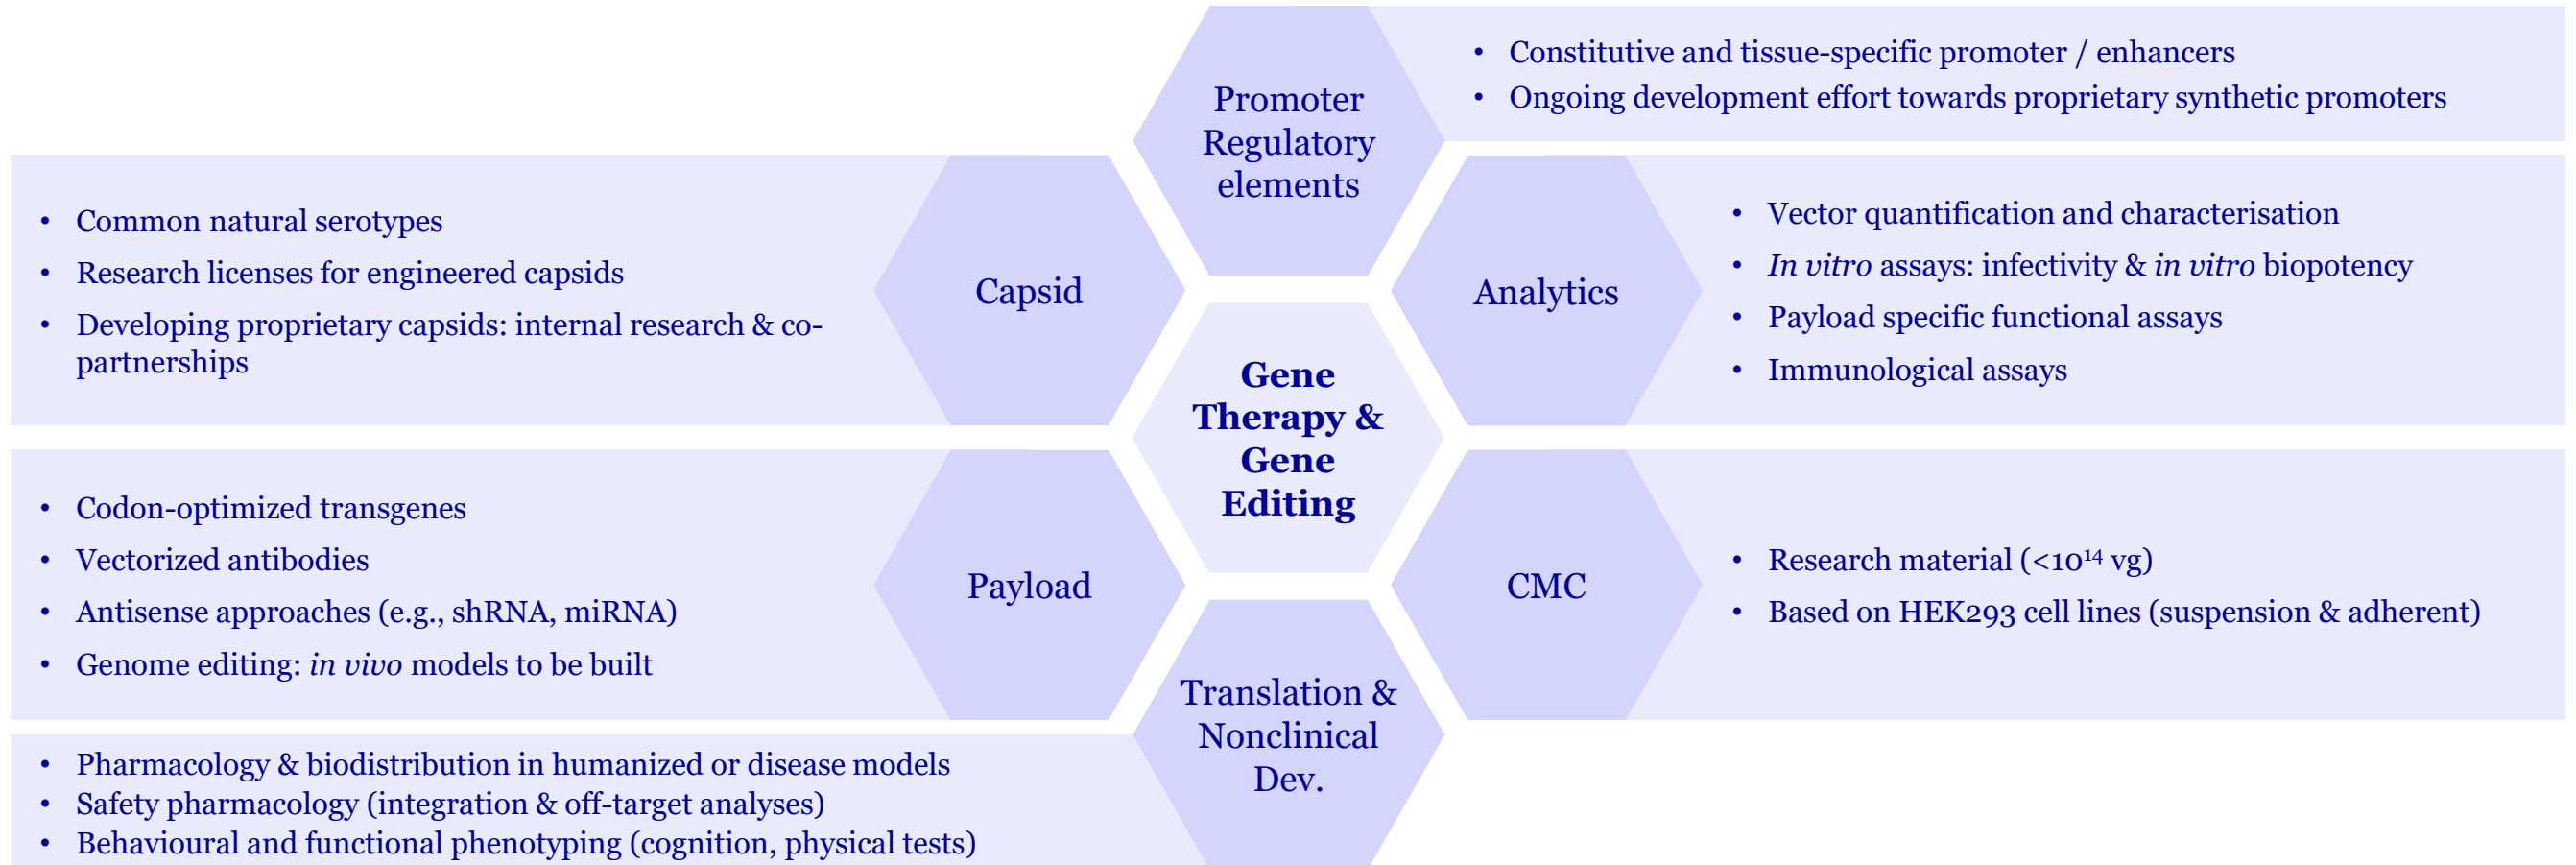 Promoter
Regulatory
elements
• Constitutive and tissue-specific promoter / enhancers
• Ongoing development effort towards proprietary synthetic promoters
• Common natural serotypes
• Research licenses for engineered capsids
• Developing proprietary capsids: internal research & co-
partnerships
Capsid
Analytics
• Vector quantification and characterisation
• In vitro assays: infectivity & in vitro biopotency
• Payload specific functional assays
• Immunological assays
Gene
Therapy &
Gene
Editing
• Codon-optimized transgenes
• Vectorized antibodies
• Antisense approaches (e.g., shRNA, miRNA)
• Genome editing: in vivo models to be built
Payload
CMC
• Research material (<10¹⁴ vg)
• Based on HEK293 cell lines (suspension & adherent)
Translation &
Nonclinical
Dev.
• Pharmacology & biodistribution in humanized or disease models
• Safety pharmacology (integration & off-target analyses)
• Behavioural and functional phenotyping (cognition, physical tests)